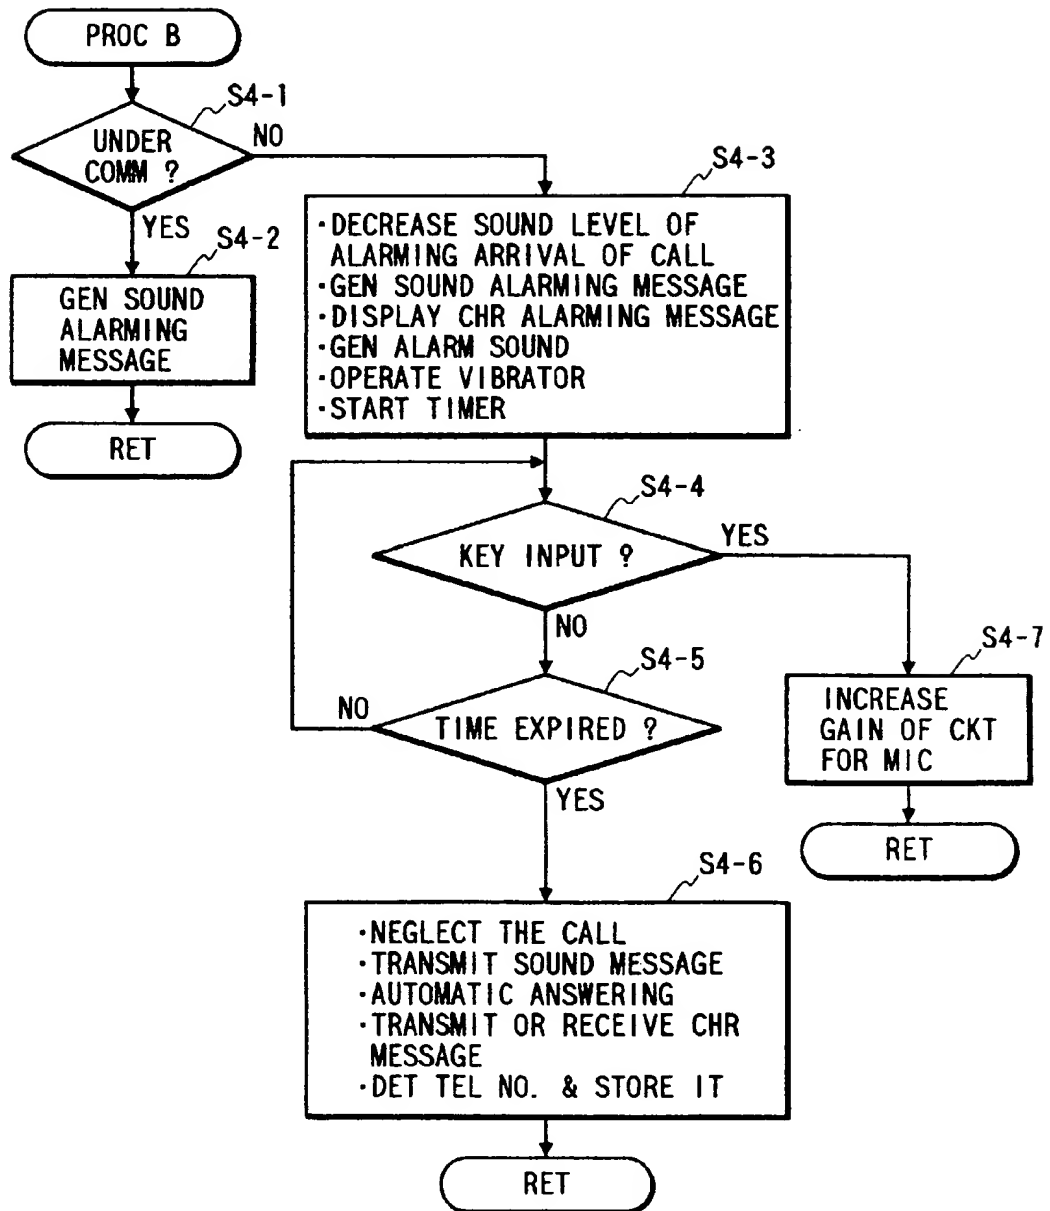 PROC B
S4-1
UNDER
COMM ?
NO
YES
S4-2
GEN SOUND
ALARMING
MESSAGE
RET
S4-3
·DECREASE SOUND LEVEL OF
ALARMING ARRIVAL OF CALL
·GEN SOUND ALARMING MESSAGE
·DISPLAY CHR ALARMING MESSAGE
·GEN ALARM SOUND
·OPERATE VIBRATOR
·START TIMER
S4-4
KEY INPUT ?
YES
NO
S4-5
TIME EXPIRED ?
NO
YES
S4-7
INCREASE
GAIN OF CKT
FOR MIC
RET
S4-6
·NEGLECT THE CALL
·TRANSMIT SOUND MESSAGE
·AUTOMATIC ANSWERING
·TRANSMIT OR RECEIVE CHR
MESSAGE
·DET TEL NO. & STORE IT
RET